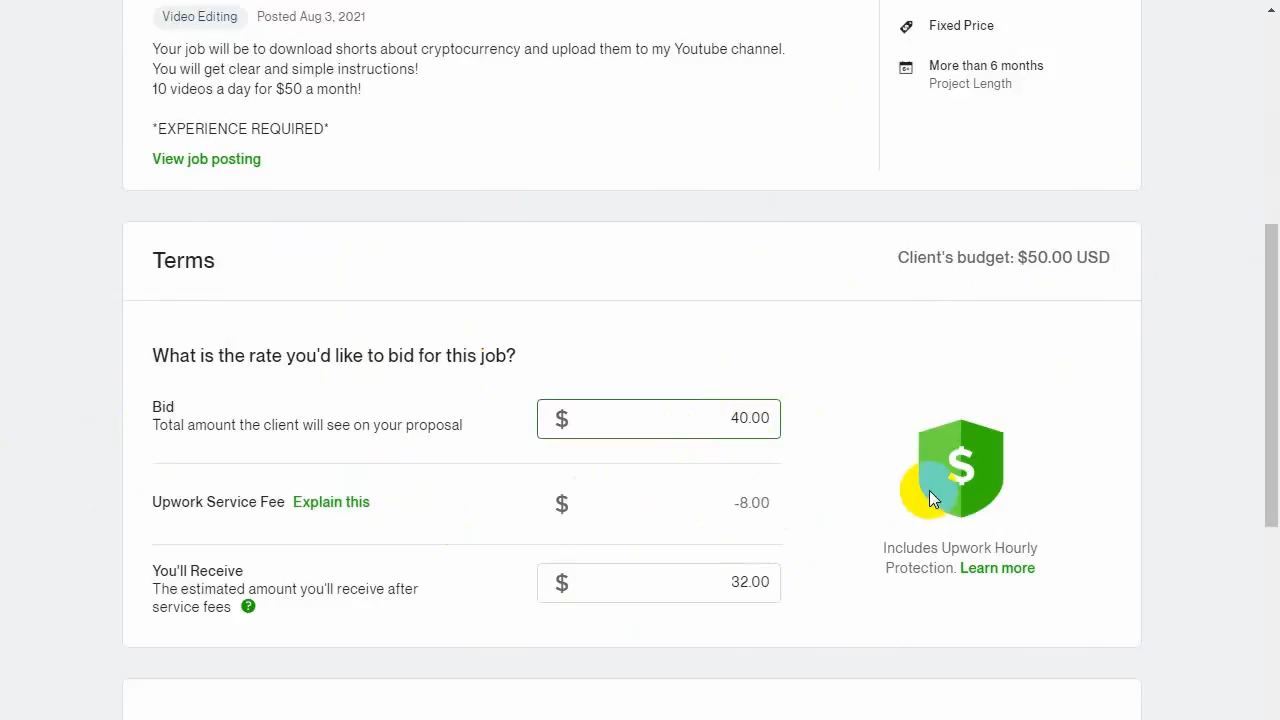 Video Editing Posted Aug 3, 2021
Your job will be to download shorts about cryptocurrency and upload them to my Youtube channel.
You will get clear and simple instructions!
10 videos a day for $50 a month!
*EXPERIENCE REQUIRED*
View job posting
Fixed Price
6+
More than 6 months
Project Length
Terms
Client's budget: $50.00 USD
What is the rate you'd like to bid for this job?
Bid
Total amount the client will see on your proposal
$ 40.00
Upwork Service Fee Explain this
$ -8.00
You'll Receive
The estimated amount you'll receive after
service fees ?
$ 32.00
$
Includes Upwork Hourly
Protection. Learn more